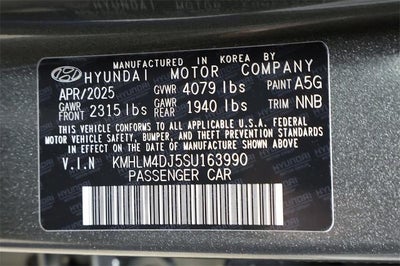 MANUFACTURED IN KOREA BY
HYUNDAI MOTOR COMPANY
APR/2025 GVWR 4079 lbs PAINT A5G
GAWR FRONT 2315 lbs GAWR REAR 1940 lbs TRIM NNB
THIS VEHICLE CONFORMS TO ALL APPLICABLE FEDERAL
MOTOR VEHICLE SAFETY, BUMPER, AND THEFT PREVENTION
STANDARDS IN EFFECT ON THE DATE OF MANUFACTURE
SHOWN ABOVE.
V.I.N KMHLM4DJ5SU163990
PASSENGER CAR